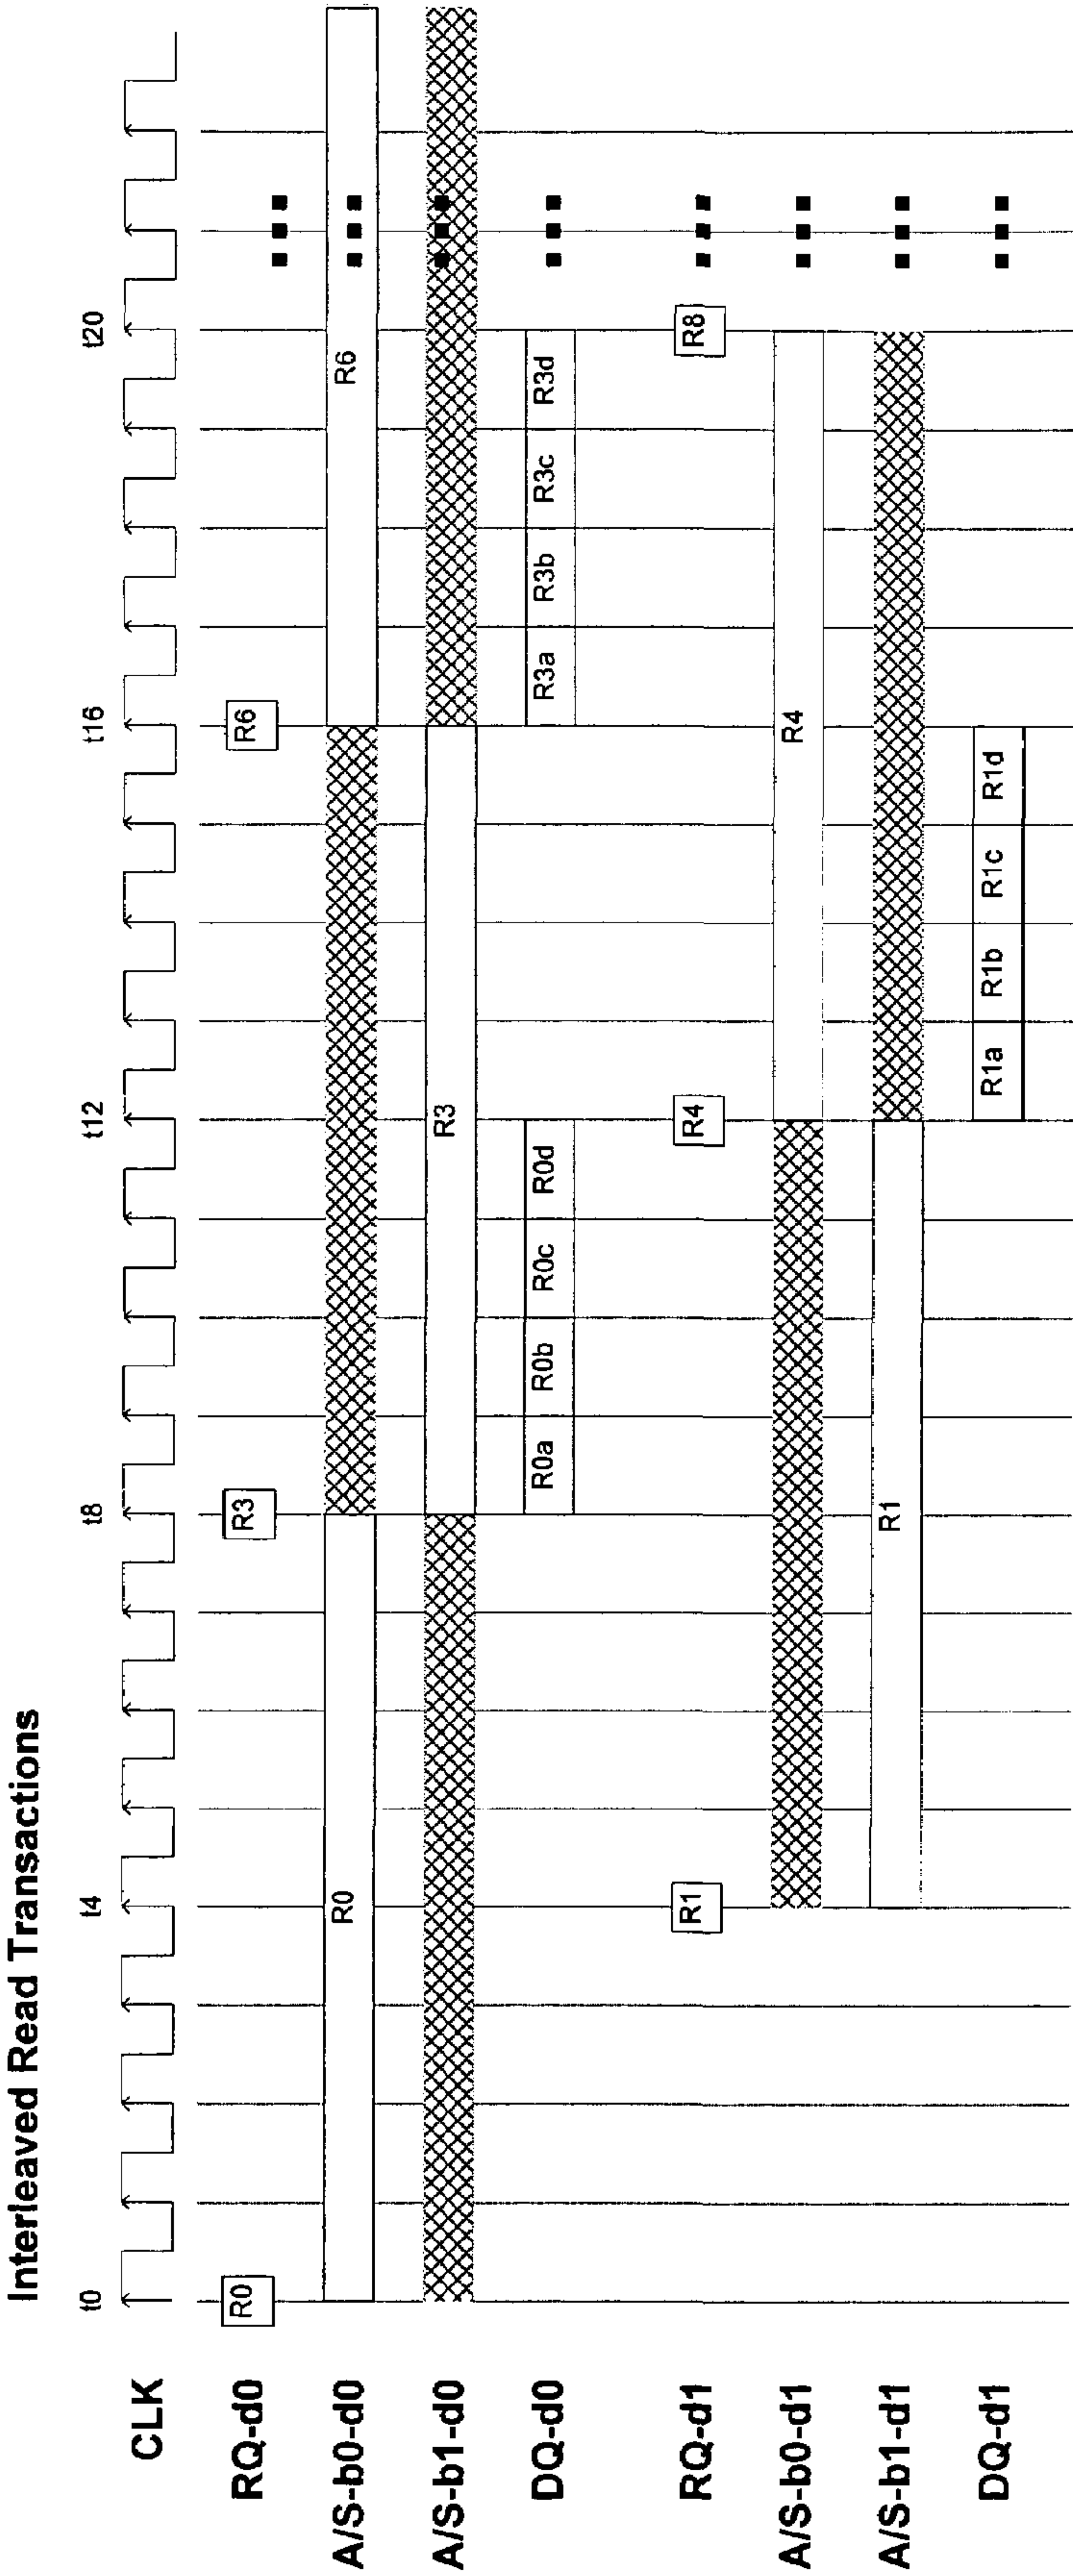 Interleaved Read Transactions
t0 t4 t8 t12 t16 t20
CLK
RQ-d0 R0 R3 R6
A/S-b0-d0 R0 R6
A/S-b1-d0 R3
DQ-d0 R0a R0b R0c R0d R3a R3b R3c R3d
RQ-d1 R1 R4 R8
A/S-b0-d1 R4
A/S-b1-d1 R1
DQ-d1 R1a R1b R1c R1d